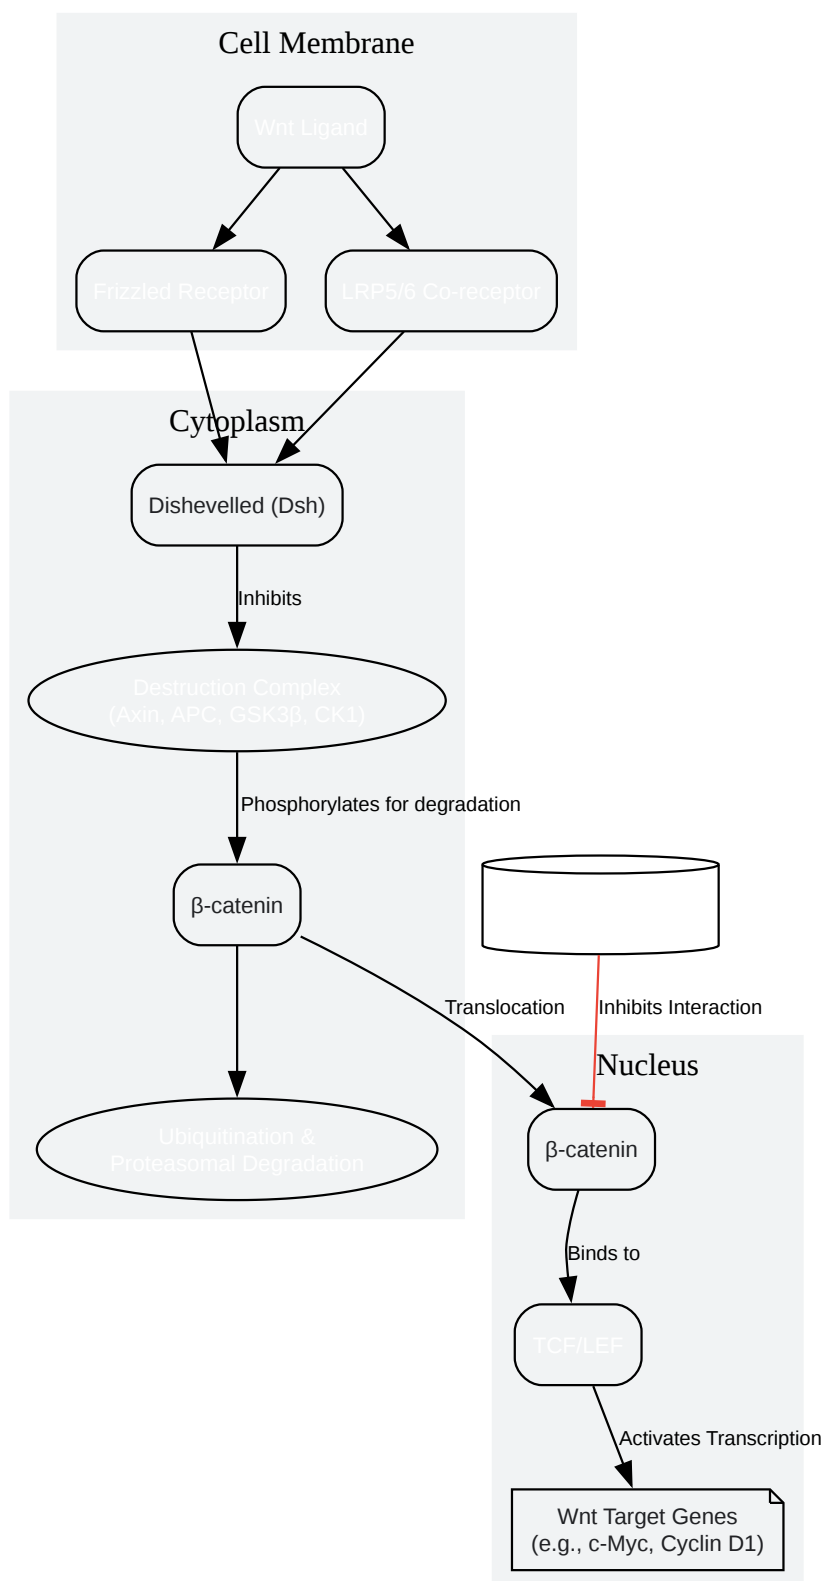 Cell Membrane
Wnt Ligand
Frizzled Receptor
LRP5/6 Co-receptor
Cytoplasm
Dishevelled (Dsh)
Inhibits
Destruction Complex
(Axin, APC, GSK3β, CK1)
Phosphorylates for degradation
β-catenin
Translocation
Inhibits Interaction
Nucleus
Ubiquitination &
Proteasomal Degradation
β-catenin
Binds to
TCF/LEF
Activates Transcription
Wnt Target Genes
(e.g., c-Myc, Cyclin D1)